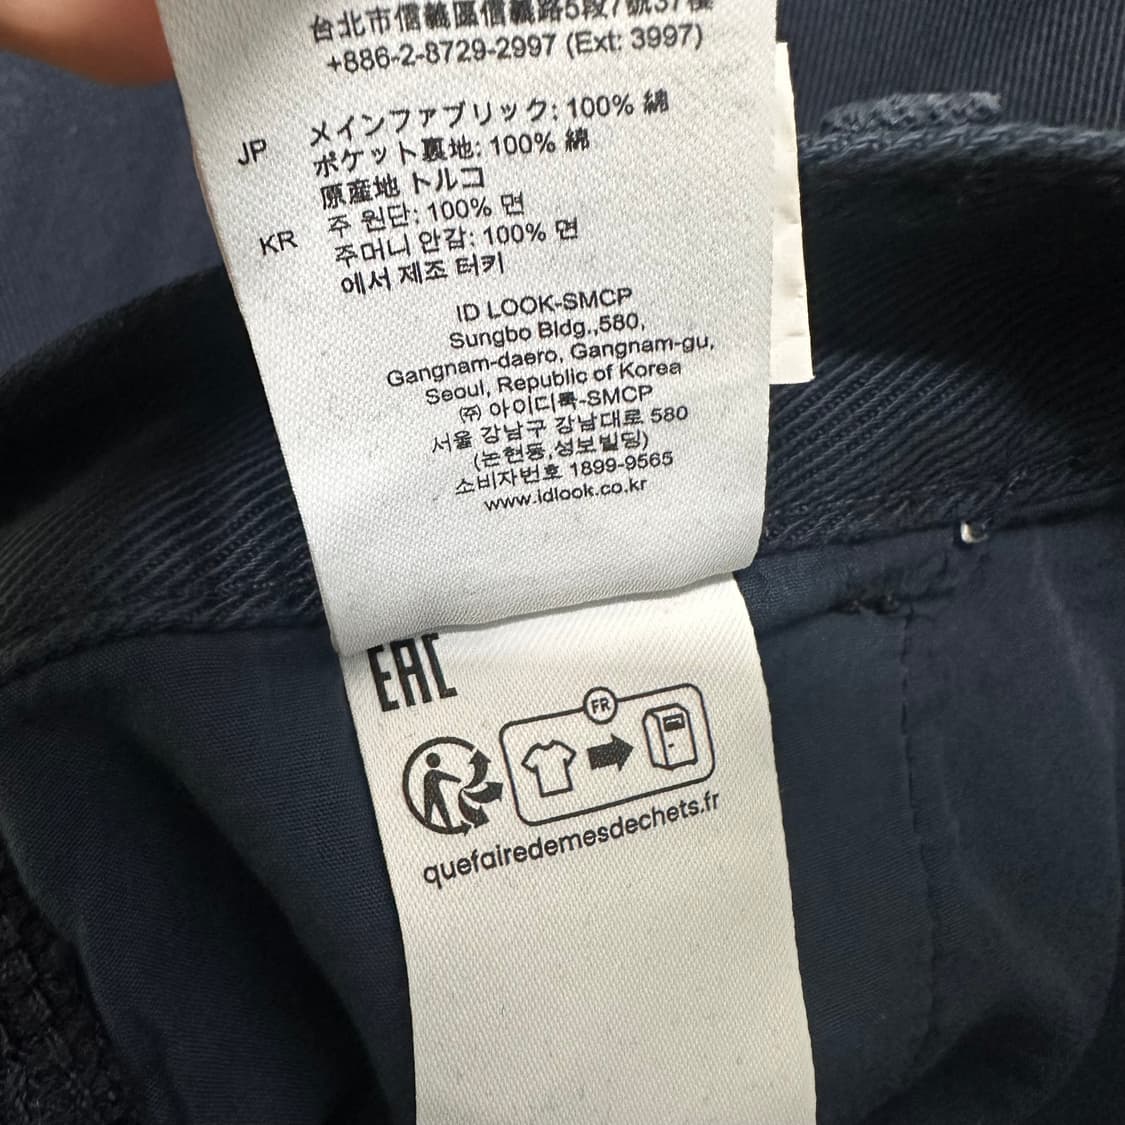 台北市信義區信義路5段7號37樓
+886-2-8729-2997 (Ext: 3997)
JP メインファブリック: 100% 綿
ポケット裏地: 100% 綿
原産地 トルコ
KR 주 원단: 100% 면
주머니 안감: 100% 면
에서 제조 터키
ID LOOK-SMCP
Sungbo Bldg.,580,
Gangnam-daero, Gangnam-gu,
Seoul, Republic of Korea
㈜ 아이디룩-SMCP
서울 강남구 강남대로 580
(논현동,성보빌딩)
소비자번호 1899-9565
www.idlook.co.kr
EAC
FR
quefairedemesdechets.fr